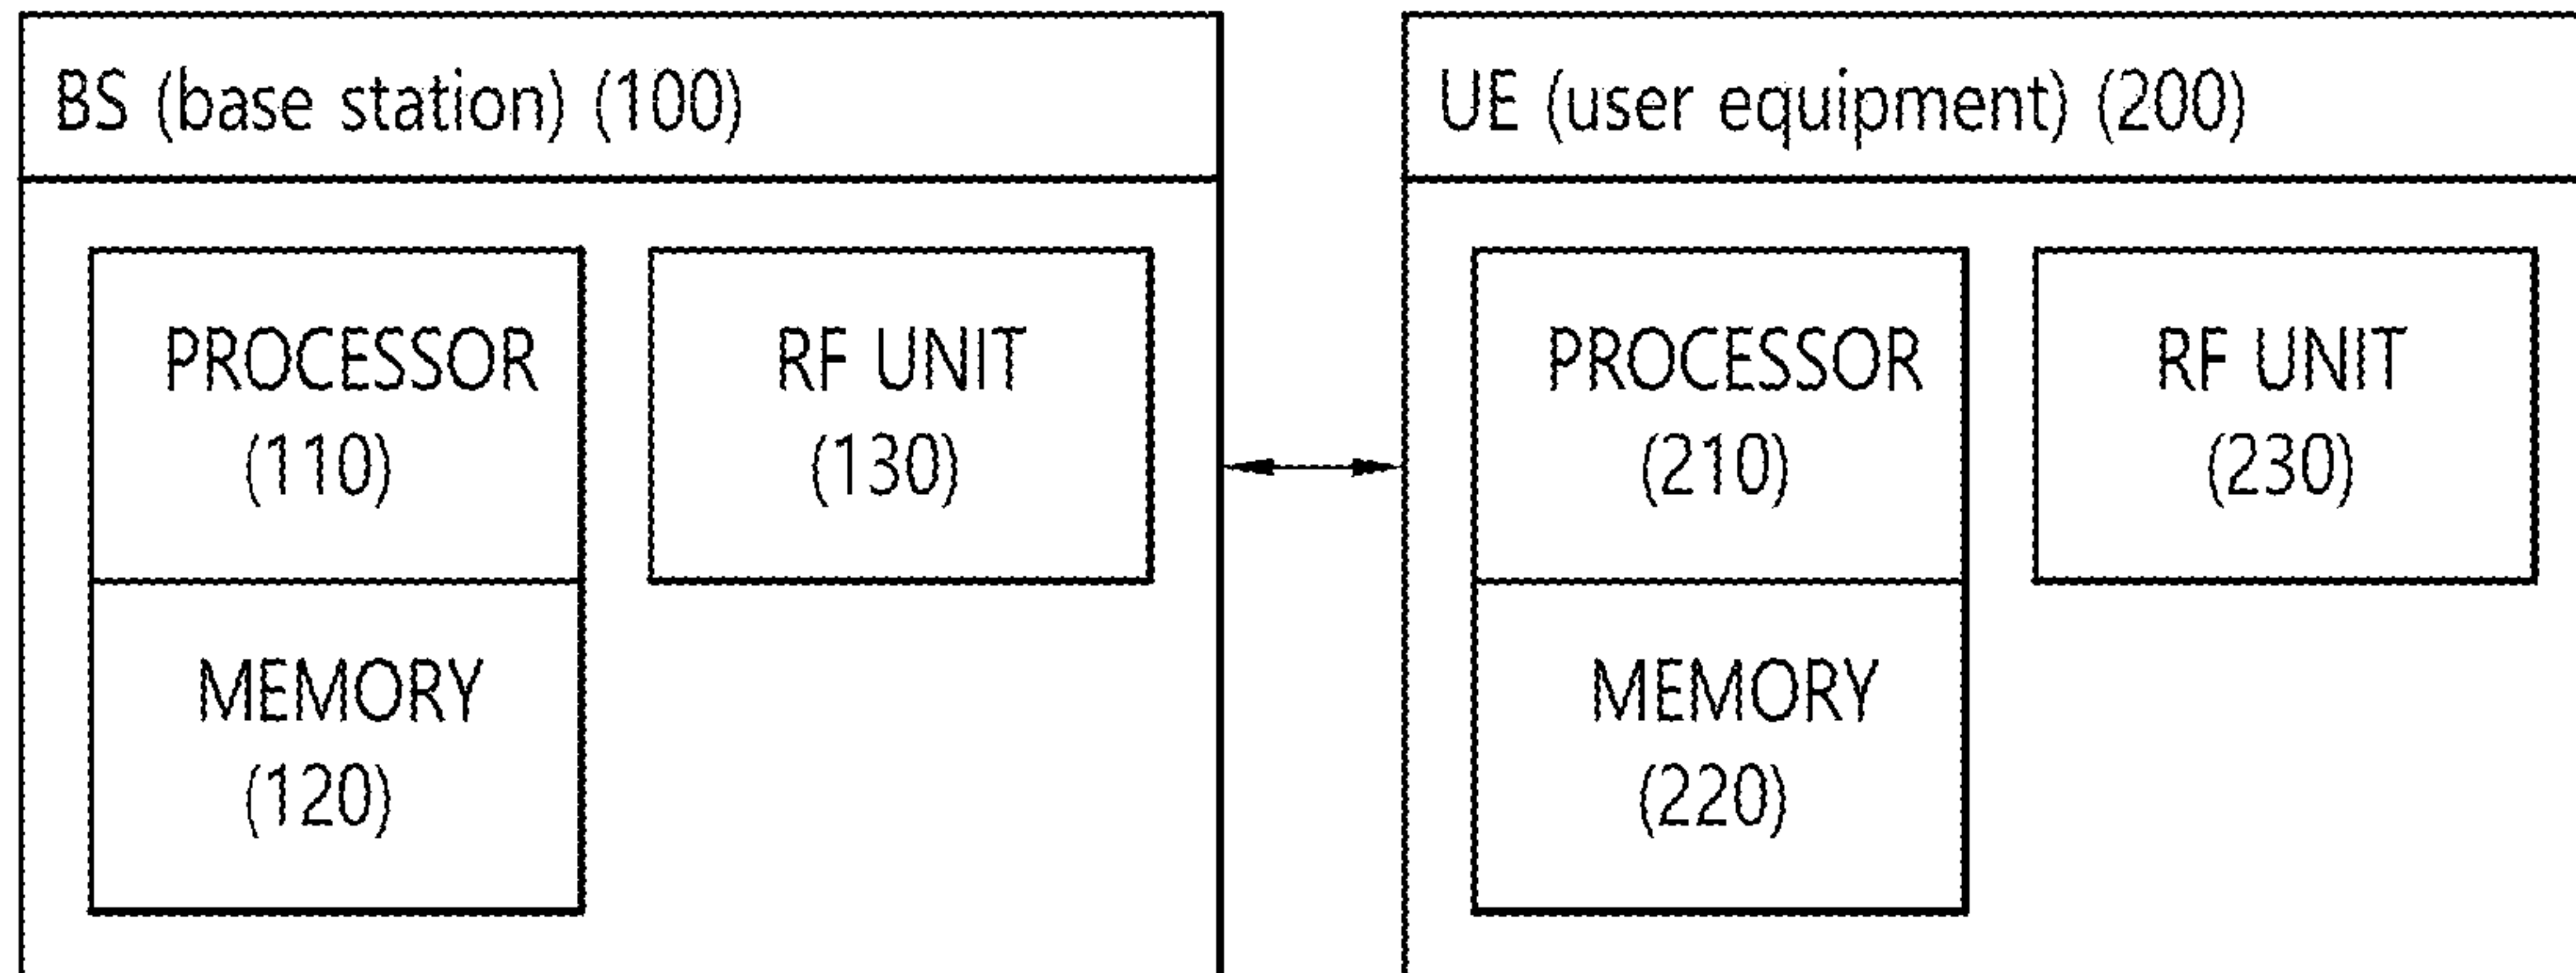 BS (base station) (100)
PROCESSOR
(110)
RF UNIT
(130)
MEMORY
(120)
UE (user equipment) (200)
PROCESSOR
(210)
RF UNIT
(230)
MEMORY
(220)